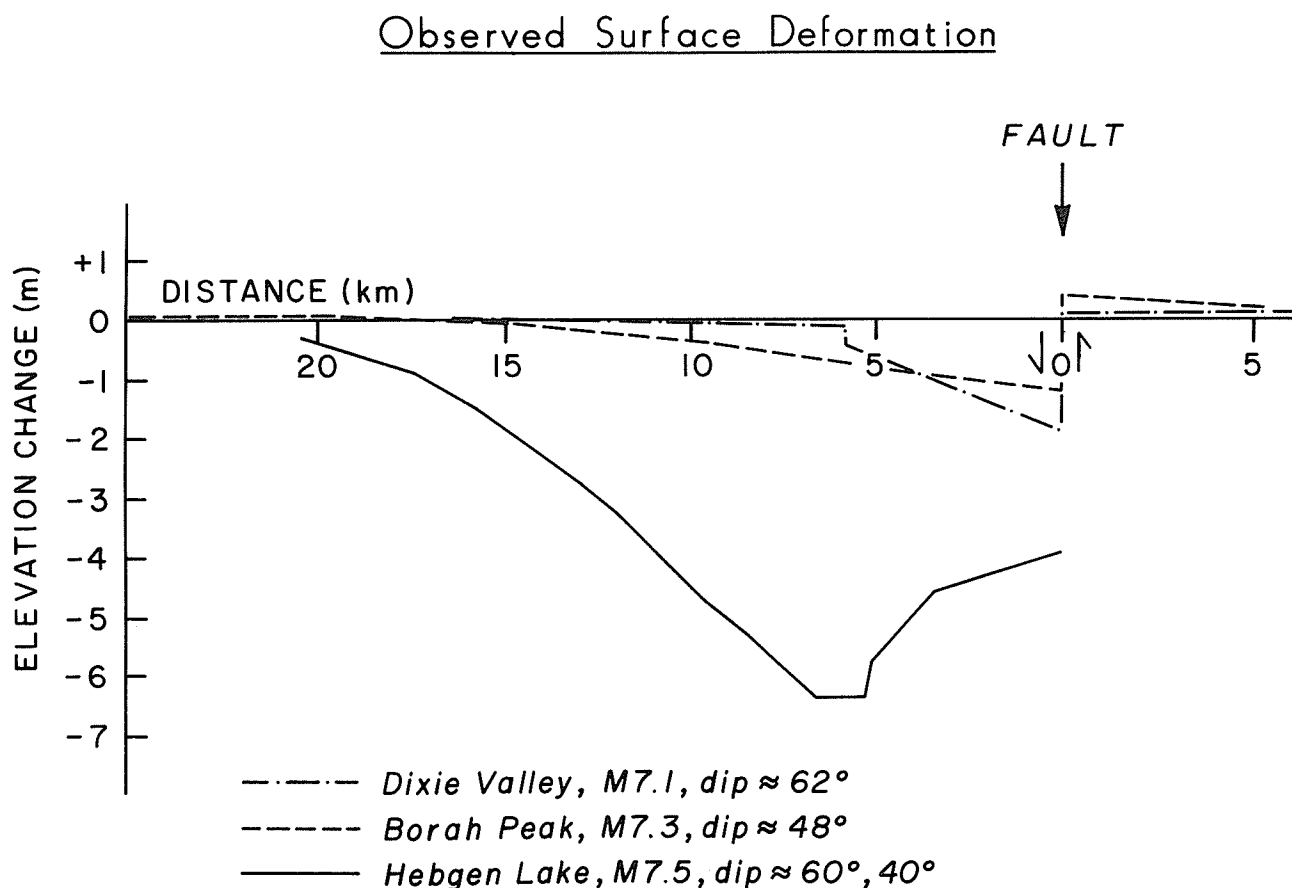 Observed Surface Deformation
FAULT
ELEVATION CHANGE (m)
DISTANCE (km)
+1
0
-1
-2
-3
-4
-5
-6
-7
20 15 10 5 0 5
Dixie Valley, M7.1, dip ≈ 62°
Borah Peak, M7.3, dip ≈ 48°
Hebgen Lake, M7.5, dip ≈ 60°, 40°